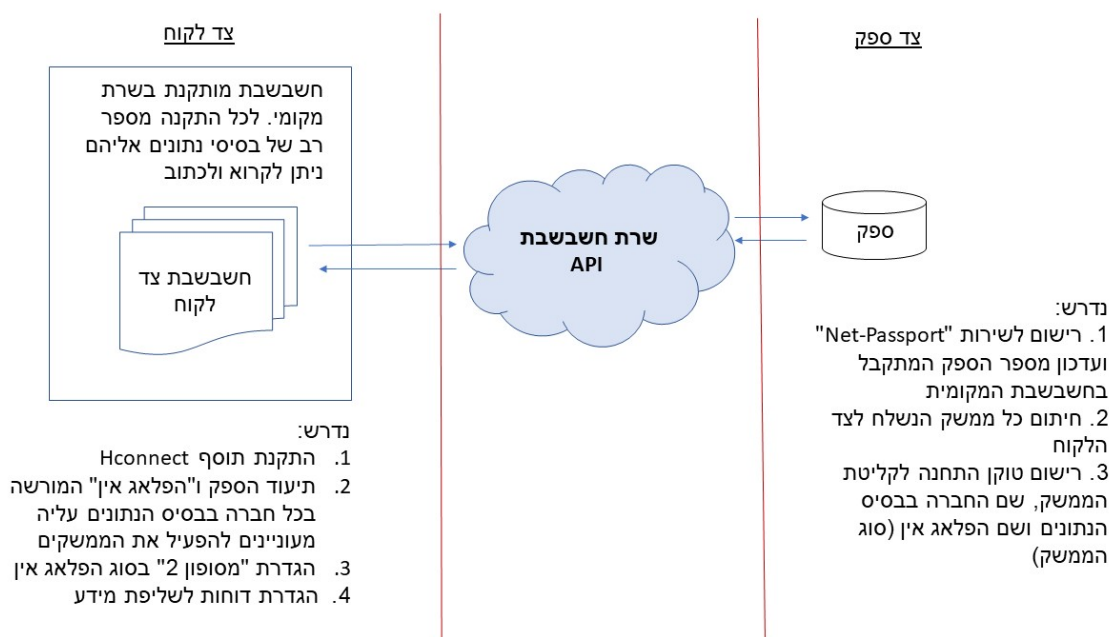 צד ספק
ספק
נדרש:
1. רישום לשירות "Net-Passport"
ועדכון מספר הספק המתקבל
בחשבשבת המקומית
2. חיתום כל ממשק הנשלח לצד
הלקוח
3. רישום טוקן התחנה לקליטת
הממשק, שם החברה בבסיס
הנתונים ושם הפלאג אין (סוג
הממשק)
שרת חשבשבת
API
צד לקוח
חשבשבת מותקנת בשרת
מקומי. לכל התקנה מספר
רב של בסיסי נתונים אליהם
ניתן לקרוא ולכתוב
חשבשבת צד
לקוח
נדרש:
1. התקנת תוסף Hconnect
2. תיעוד הספק ו"הפלאג אין" המורשה
בכל חברה בבסיס הנתונים עליה
מעוניינים להפעיל את הממשקים
3. הגדרת "מסופון 2" בסוג הפלאג אין
4. הגדרת דוחות לשליפת מידע